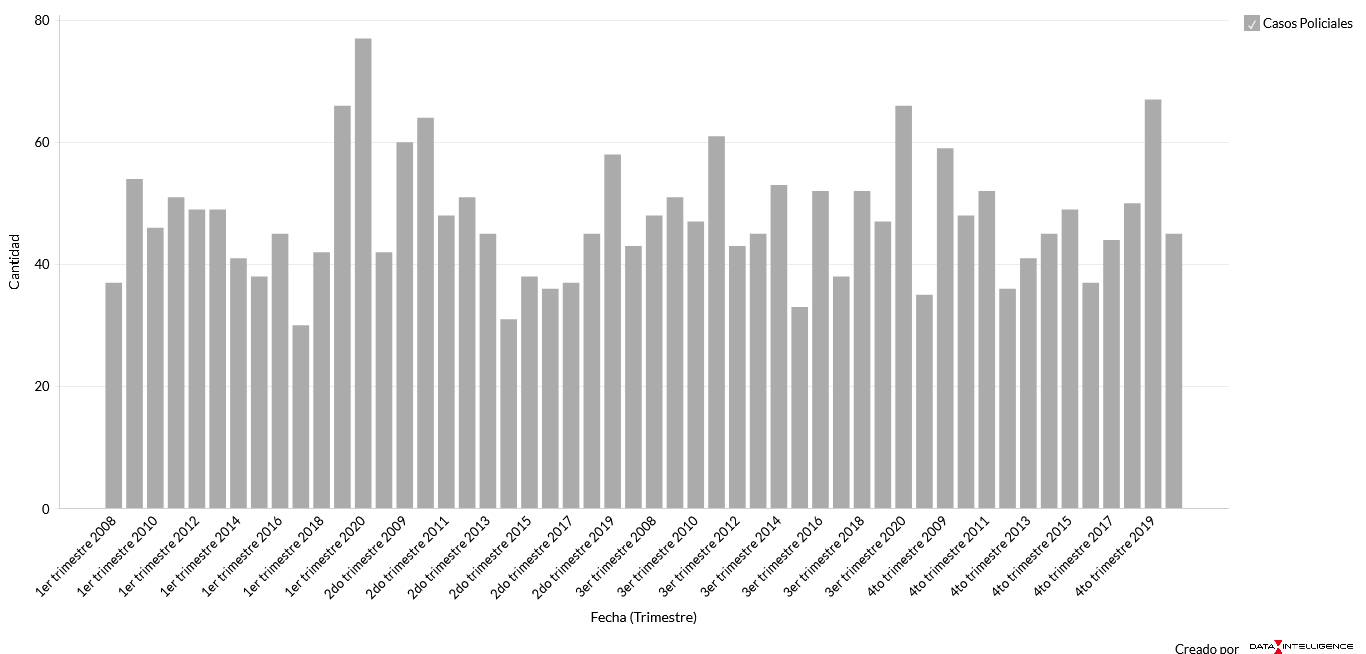 80
60
40
20
0
Cantidad
Casos Policiales
1er trimestre 2008
1er trimestre 2010
1er trimestre 2012
1er trimestre 2014
1er trimestre 2016
1er trimestre 2018
1er trimestre 2020
2do trimestre 2009
2do trimestre 2011
2do trimestre 2013
2do trimestre 2015
2do trimestre 2017
2do trimestre 2019
3er trimestre 2008
3er trimestre 2010
3er trimestre 2012
3er trimestre 2014
3er trimestre 2016
3er trimestre 2018
3er trimestre 2020
4to trimestre 2009
4to trimestre 2011
4to trimestre 2013
4to trimestre 2015
4to trimestre 2017
4to trimestre 2019
Fecha (Trimestre)
Creado por DATA INTELLIGENCE